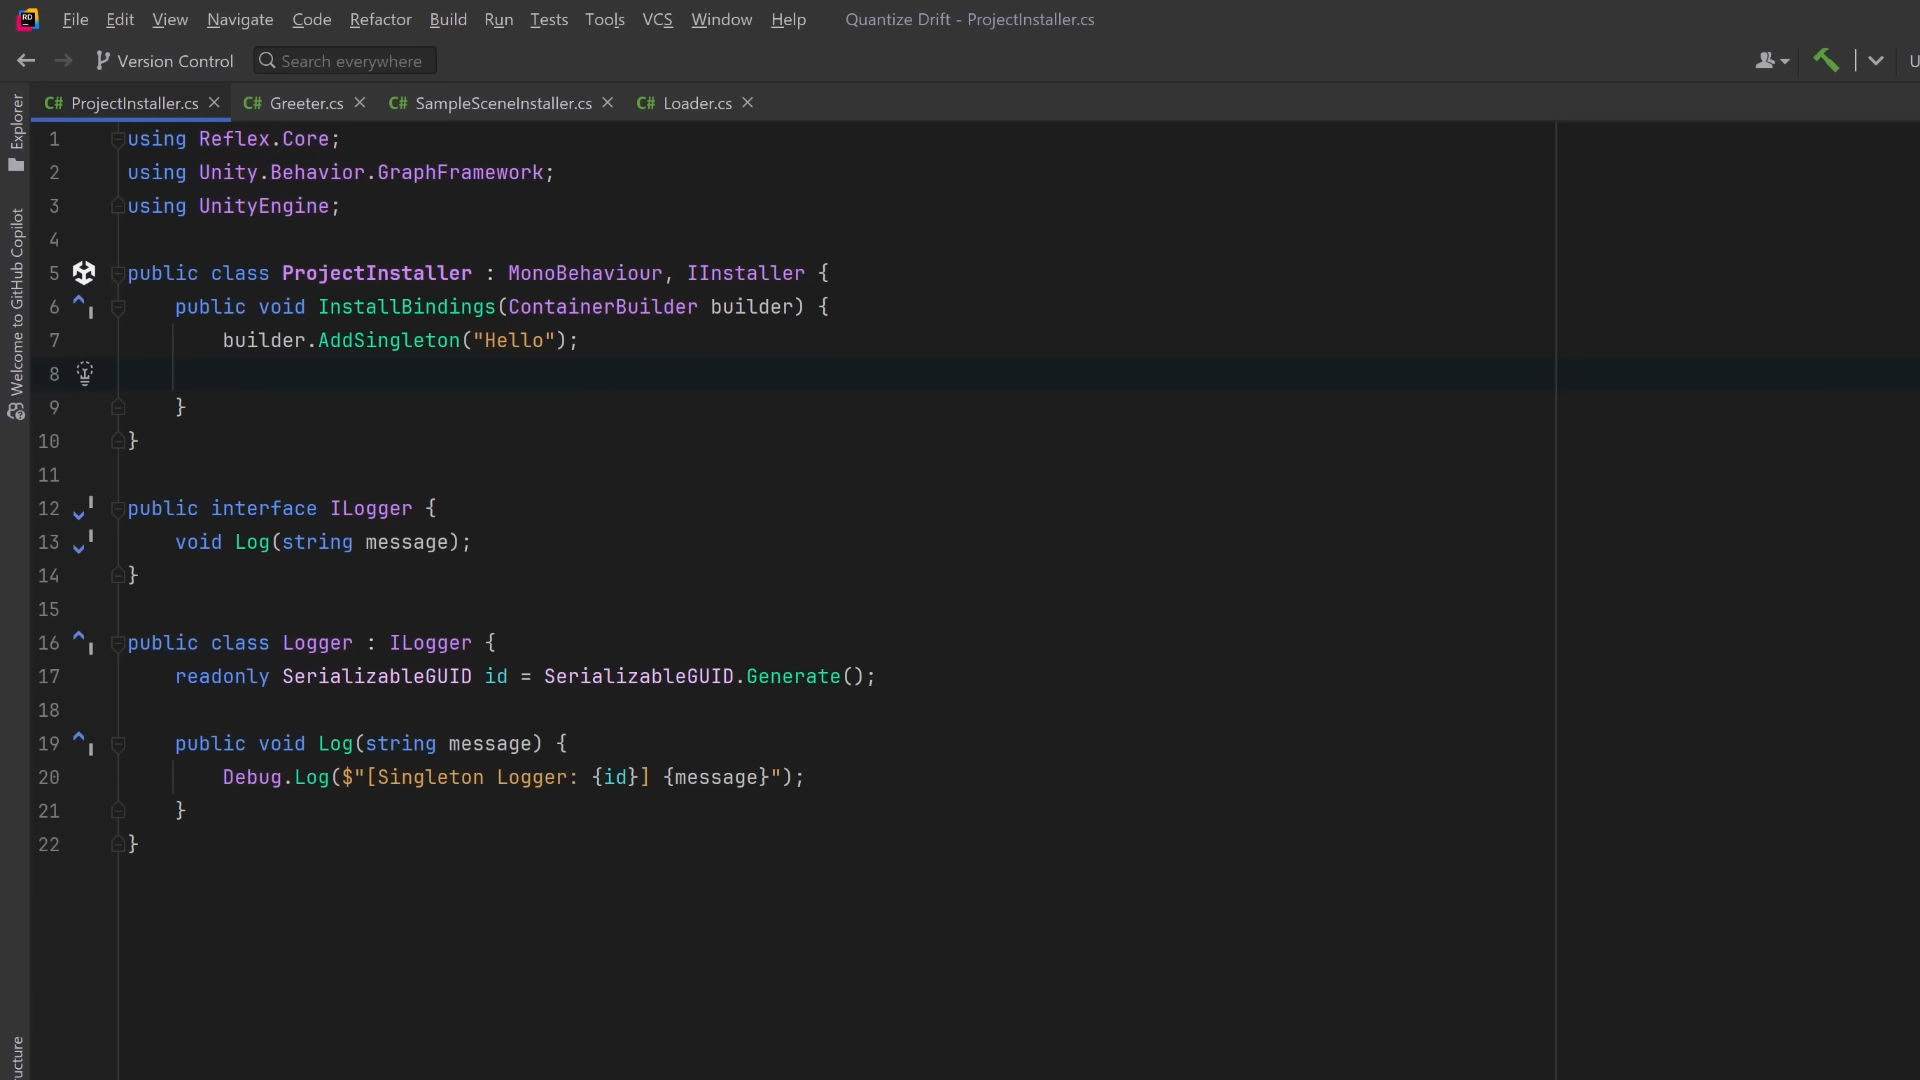 File Edit View Navigate Code Refactor Build Run Tests Tools VCS Window Help Quantize Drift - ProjectInstaller.cs
Version Control Search everywhere U
C# ProjectInstaller.cs C# Greeter.cs C# SampleSceneInstaller.cs C# Loader.cs
Explorer
Welcome to GitHub Copilot
ucture
1 using Reflex.Core;
2 using Unity.Behavior.GraphFramework;
3 using UnityEngine;
4
5 public class ProjectInstaller : MonoBehaviour, IInstaller {
6 public void InstallBindings(ContainerBuilder builder) {
7 builder.AddSingleton("Hello");
8
9 }
10 }
11
12 public interface ILogger {
13 void Log(string message);
14 }
15
16 public class Logger : ILogger {
17 readonly SerializableGUID id = SerializableGUID.Generate();
18
19 public void Log(string message) {
20 Debug.Log($"[Singleton Logger: {id}] {message}");
21 }
22 }